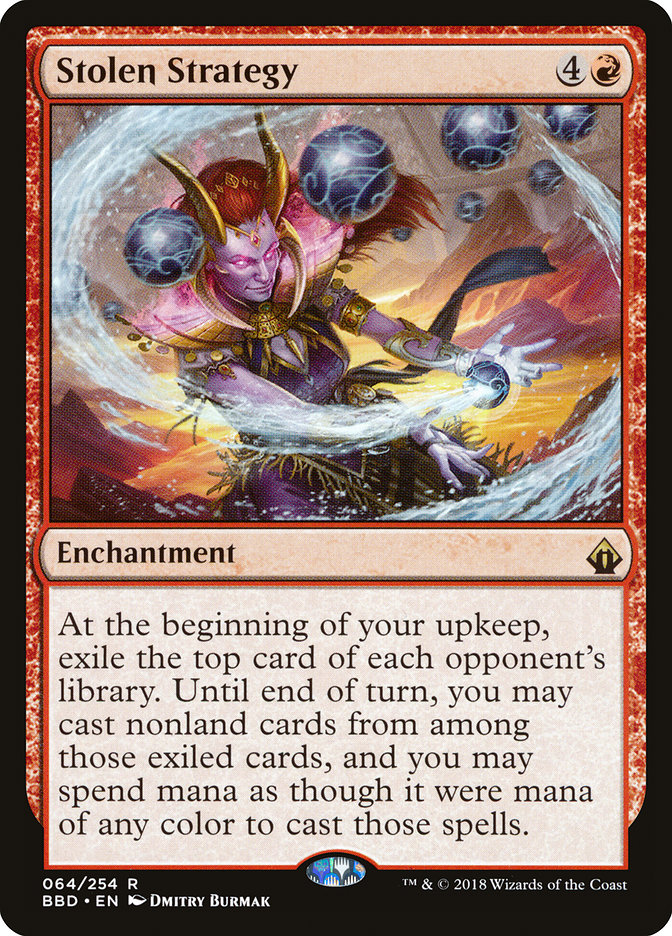 Stolen Strategy 4
Enchantment
At the beginning of your upkeep,
exile the top card of each opponent's
library. Until end of turn, you may
cast nonland cards from among
those exiled cards, and you may
spend mana as though it were mana
of any color to cast those spells.
064/254 R
BBD • EN Dmitry Burmak
™ & © 2018 Wizards of the Coast